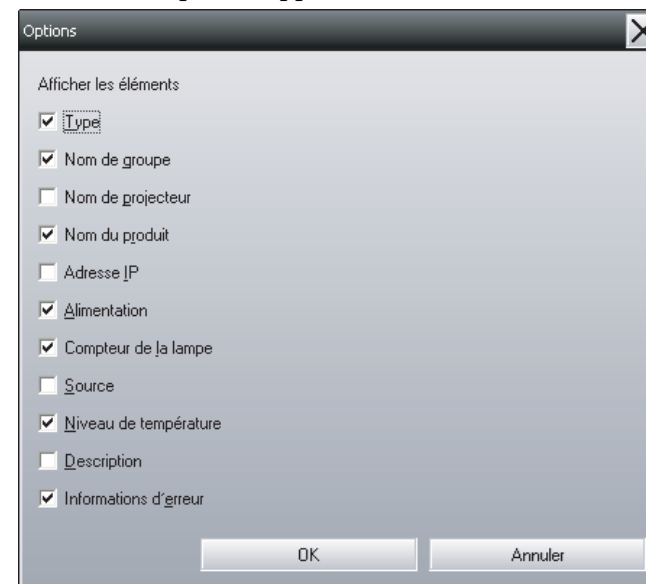 Options
Afficher les éléments
Type
Nom de groupe
Nom de projecteur
Nom du produit
Adresse IP
Alimentation
Compteur de la lampe
Source
Niveau de température
Description
Informations d'erreur
OK Annuler